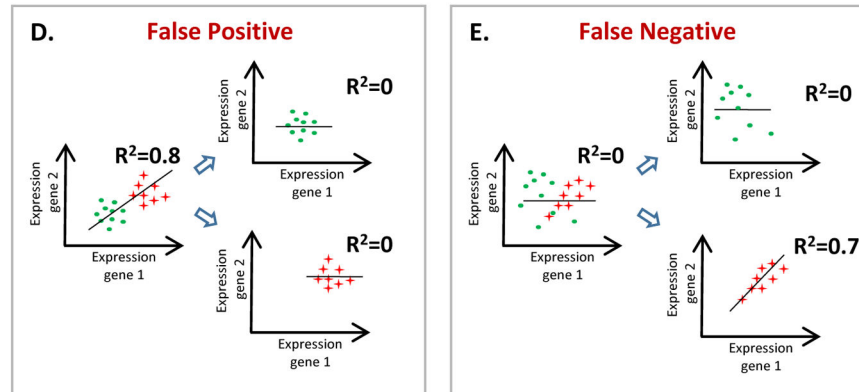 D.
False Positive
R²=0.8
Expression
gene 2
Expression
gene 1
R²=0
Expression
gene 2
Expression
gene 1
R²=0
Expression
gene 2
Expression
gene 1
E.
False Negative
R²=0
Expression
gene 2
Expression
gene 1
R²=0
Expression
gene 2
Expression
gene 1
R²=0.7
Expression
gene 2
Expression
gene 1